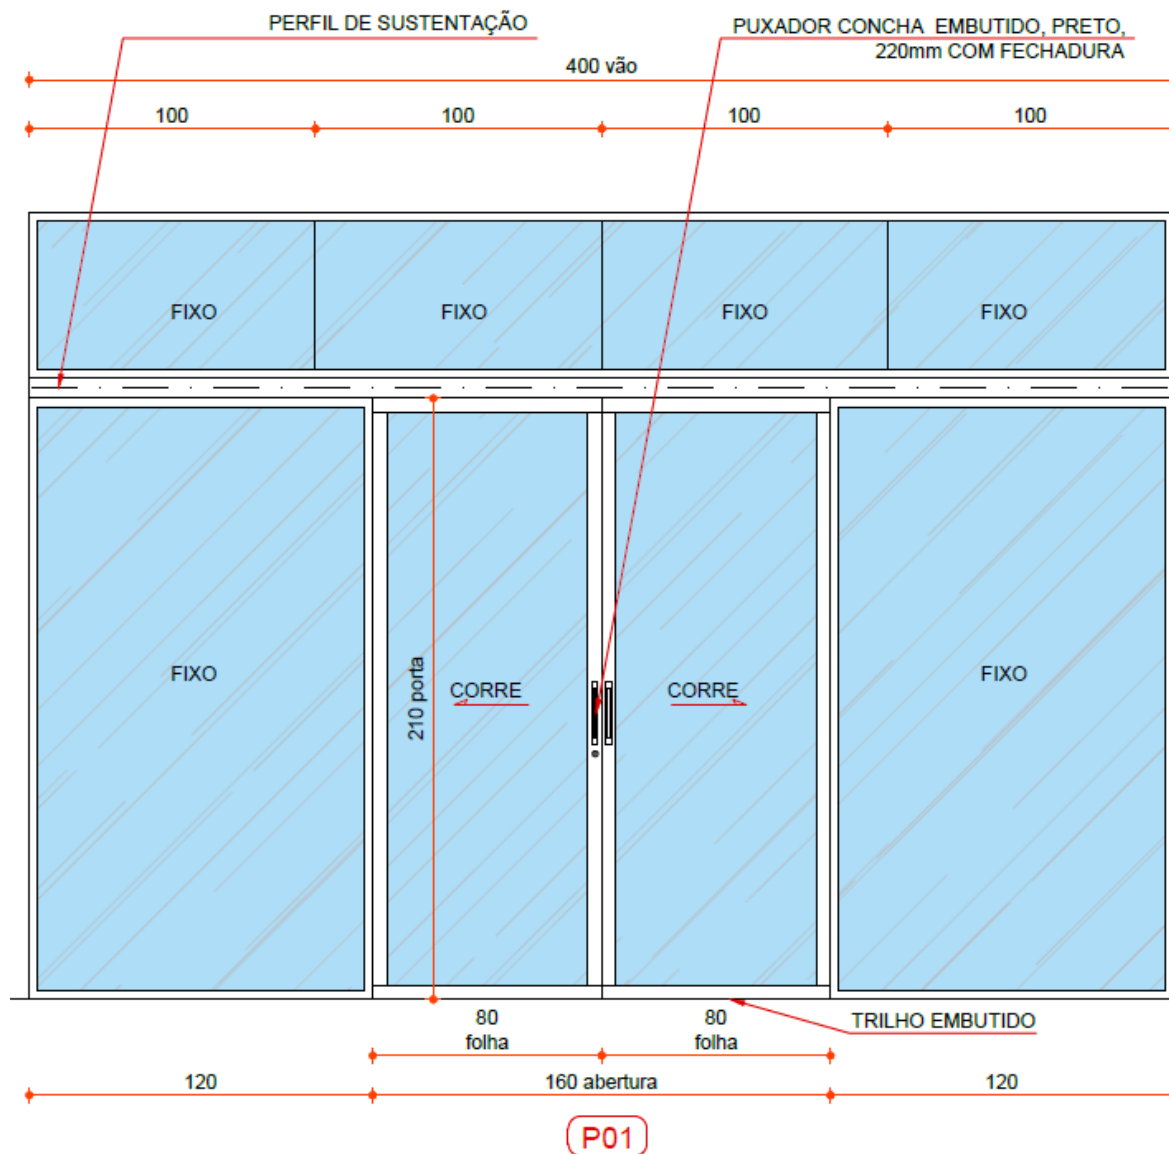 PERFIL DE SUSTENTAÇÃO
PUXADOR CONCHA EMBUTIDO, PRETO,
220mm COM FECHADURA
400 vão
100 100 100 100
FIXO FIXO FIXO FIXO
FIXO
210 porta
CORRE
CORRE
FIXO
TRILHO EMBUTIDO
80
folha
80
folha
120 160 abertura 120
P01